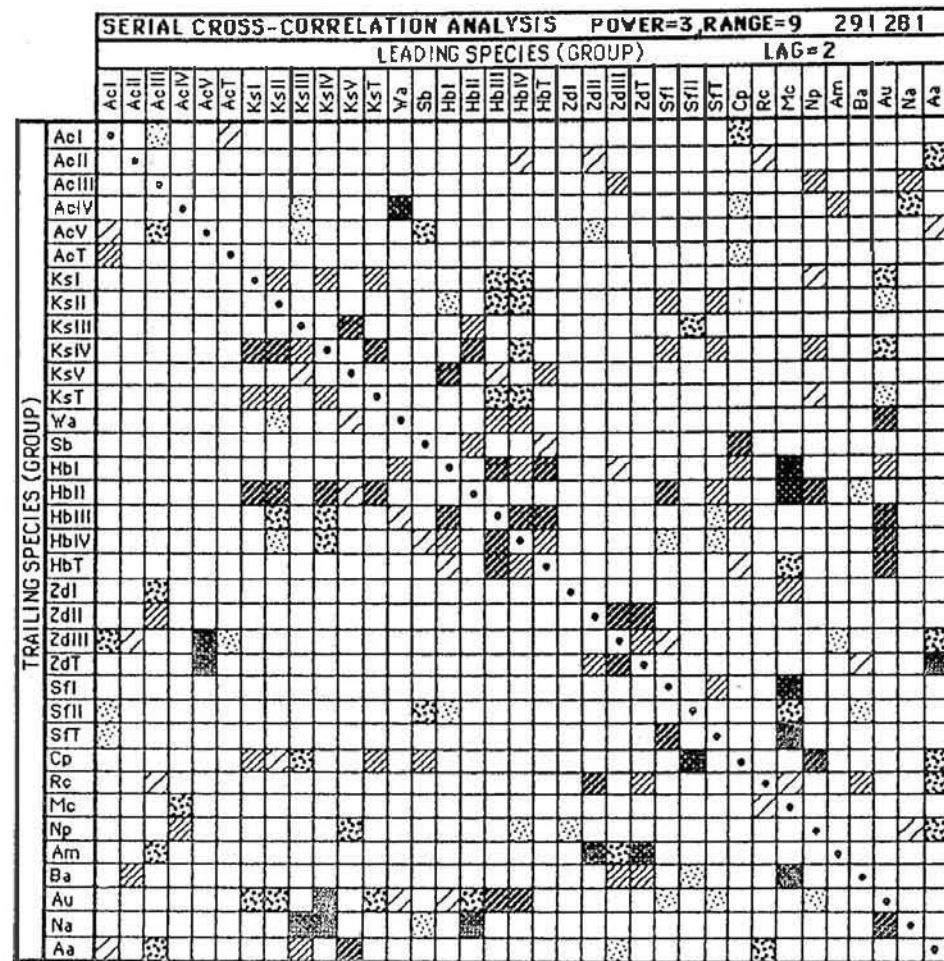 SERIAL CROSS-CORRELATION ANALYSIS POWER=3,RANGE=9 291281
LEADING SPECIES (GROUP) LAG=2
AcI AcII AcIII AcIV AcV AcT KsI KsII KsIII KsIV KsV KsT Wa Sb HbI HbII HbIII HbIV HbT ZdI ZdII ZdIII ZdT SfI SfII SfT Cp Rc Mc Np Am Ba Au Na Aa
TRAILING SPECIES (GROUP)
AcI
AcII
AcIII
AcIV
AcV
AcT
KsI
KsII
KsIII
KsIV
KsV
KsT
Wa
Sb
HbI
HbII
HbIII
HbIV
HbT
ZdI
ZdII
ZdIII
ZdT
SfI
SfII
SfT
Cp
Rc
Mc
Np
Am
Ba
Au
Na
Aa